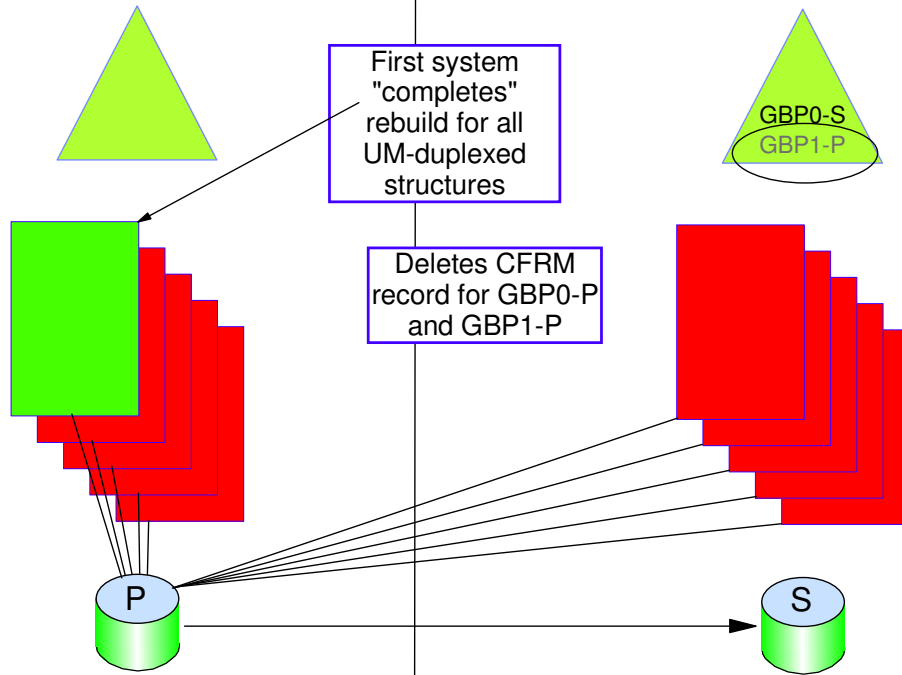 First system
"completes"
rebuild for all
UM-duplexed
structures
GBP0-S
GBP1-P
Deletes CFRM
record for GBP0-P
and GBP1-P
P
S